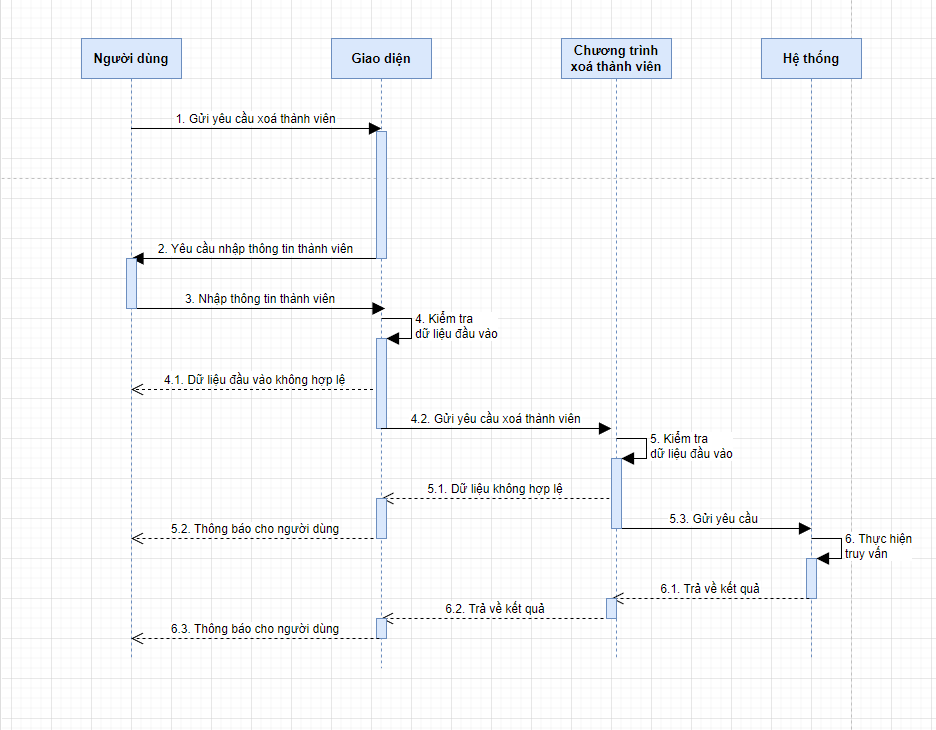 Người dùng
Giao diện
Chương trình
xoá thành viên
Hệ thống
1. Gửi yêu cầu xoá thành viên
2. Yêu cầu nhập thông tin thành viên
3. Nhập thông tin thành viên
4. Kiểm tra
dữ liệu đầu vào
4.1. Dữ liệu đầu vào không hợp lệ
4.2. Gửi yêu cầu xoá thành viên
5. Kiểm tra
dữ liệu đầu vào
5.1. Dữ liệu không hợp lệ
5.2. Thông báo cho người dùng
5.3. Gửi yêu cầu
6. Thực hiện
truy vấn
6.1. Trả về kết quả
6.2. Trả về kết quả
6.3. Thông báo cho người dùng